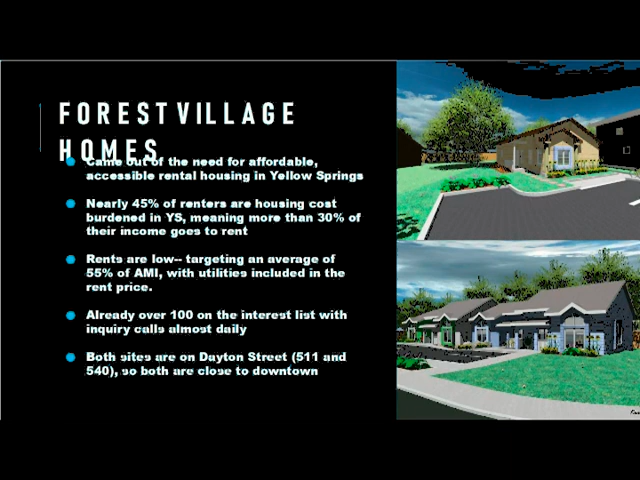 FOREST VILLAGE
HOMES
Came out of the need for affordable,
accessible rental housing in Yellow Springs
Nearly 45% of renters are housing cost
burdened in YS, meaning more than 30% of
their income goes to rent
Rents are low-- targeting an average of
55% of AMI, with utilities included in the
rent price.
Already over 100 on the interest list with
inquiry calls almost daily
Both sites are on Dayton Street (511 and
540), so both are close to downtown